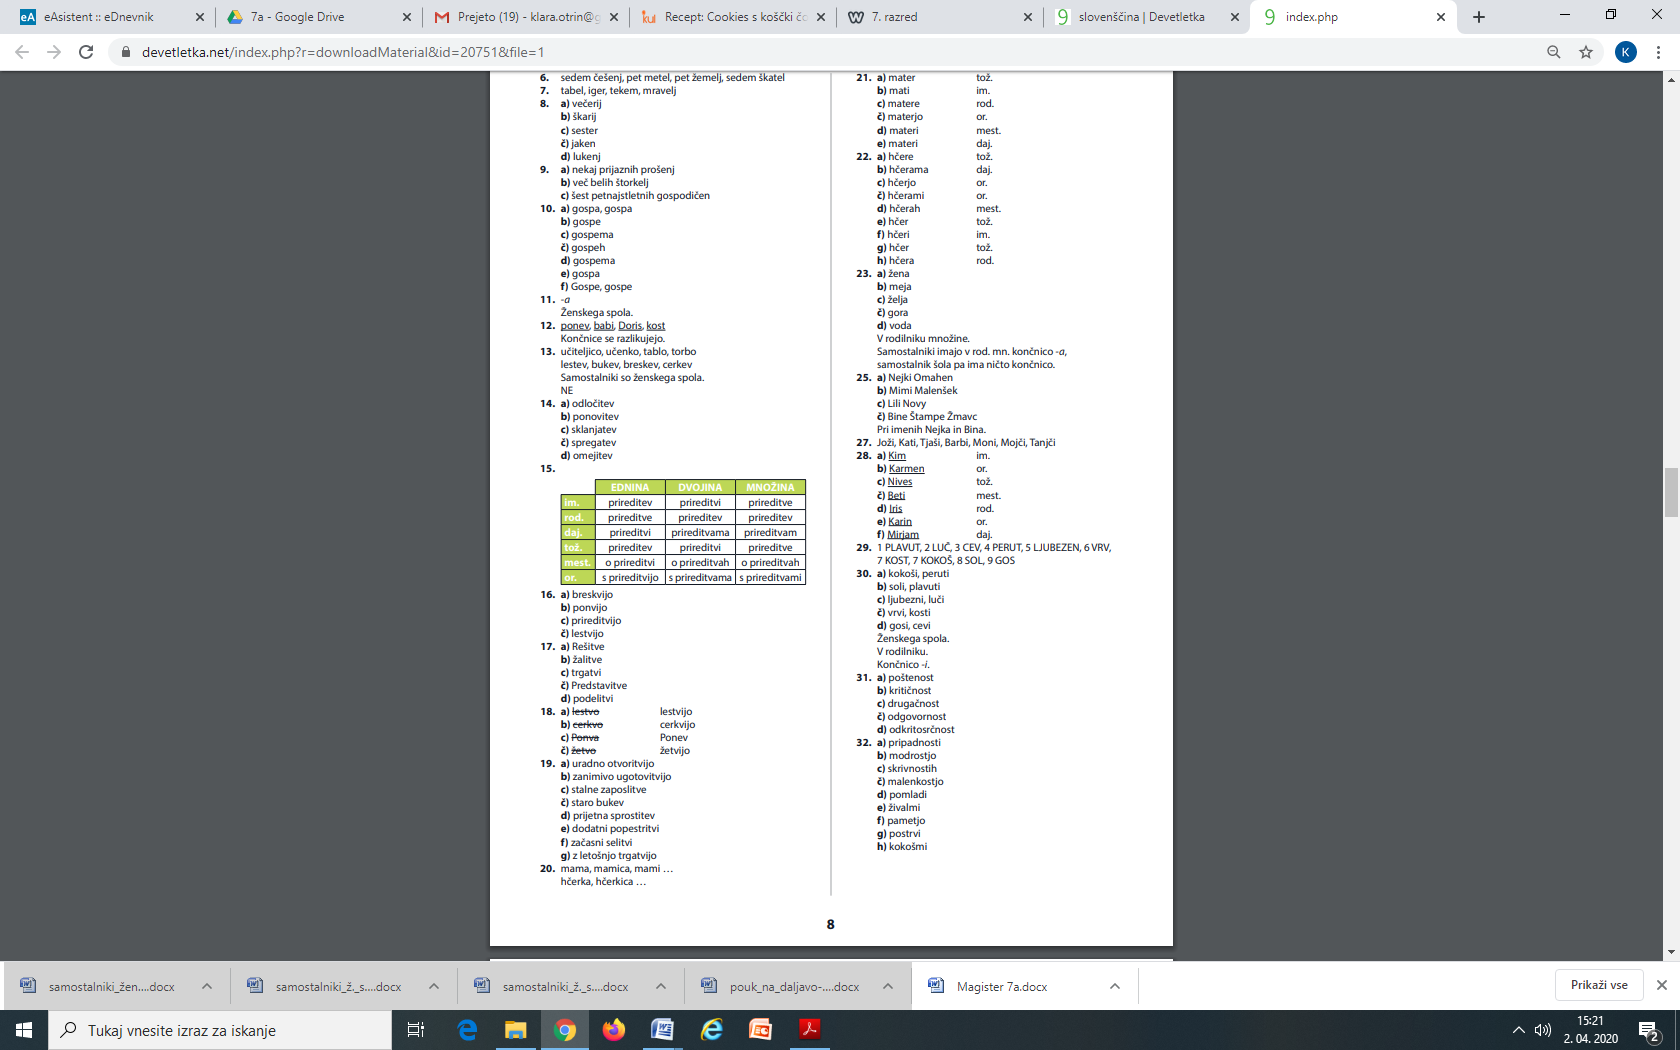 eAsistent :: eDnevnik
7a - Google Drive
Prejeto (19) - klara.otrin@g
Recept: Cookies s koščki čo
7. razred
slovenščina | Devetletka
index.php
devetletka.net/index.php?r=downloadMaterial&id=20751&file=1
K
6. sedem češenj, pet metel, pet žemelj, sedem škatel
7. tabel, iger, tekem, mravelj
8. a) večerij
b) škarij
c) sester
č) jaken
d) lukenj
9. a) nekaj prijaznih prošenj
b) več belih štorkelj
c) šest petnajstletnih gospodičen
10. a) gospa, gospa
b) gospe
c) gospema
č) gospeh
d) gospema
e) gospa
f) Gospe, gospe
11. -a
Ženskega spola.
12. ponev, babi, Doris, kost
Končnice se razlikujejo.
13. učiteljico, učenko, tablo, torbo
lestev, bukev, breskev, cerkev
Samostalniki so ženskega spola.
NE
14. a) odločitev
b) ponovitev
c) sklanjatev
č) spregatev
d) omejitev
15.
EDNINA DVOJINA MNOŽINA
im. prireditev prireditvi prireditve
rod. prireditve prireditev prireditev
daj. prireditvi prireditvama prireditvam
tož. prireditev prireditvi prireditve
mest. o prireditvi o prireditvah o prireditvah
or. s prireditvijo s prireditvama s prireditvami
16. a) breskvijo
b) ponvijo
c) prireditvijo
č) lestvijo
17. a) Rešitve
b) žalitve
c) trgatvi
č) Predstavitve
d) podelitvi
18. a) lestvo lestvijo
b) cerkvo cerkvijo
c) Ponva Ponev
č) žetvo žetvijo
19. a) uradno otvoritvijo
b) zanimivo ugotovitvijo
c) stalne zaposlitve
č) staro bukev
d) prijetna sprostitev
e) dodatni popestritvi
f) začasni selitvi
g) z letošnjo trgatvijo
20. mama, mamica, mami …
hčerka, hčerkica …
21. a) mater tož.
b) mati im.
c) matere rod.
č) materjo or.
d) materi mest.
e) materi daj.
22. a) hčere tož.
b) hčerama daj.
c) hčerjo or.
č) hčerami or.
d) hčerah mest.
e) hčer tož.
f) hčeri im.
g) hčer tož.
h) hčera rod.
23. a) žena
b) meja
c) želja
č) gora
d) voda
V rodilniku množine.
Samostalniki imajo v rod. mn. končnico -a,
samostalnik šola pa ima ničto končnico.
25. a) Nejki Omahen
b) Mimi Malenšek
c) Lili Novy
č) Bine Štampe Žmavc
Pri imenih Nejka in Bina.
27. Joži, Kati, Tjaši, Barbi, Moni, Mojči, Tanjči
28. a) Kim im.
b) Karmen or.
c) Nives tož.
č) Beti mest.
d) Iris rod.
e) Karin or.
f) Mirjam daj.
29. 1 PLAVUT, 2 LUČ, 3 CEV, 4 PERUT, 5 LJUBEZEN, 6 VRV,
7 KOST, 7 KOKOŠ, 8 SOL, 9 GOS
30. a) kokoši, peruti
b) soli, plavuti
c) ljubezni, luči
č) vrvi, kosti
d) gosi, cevi
Ženskega spola.
V rodilniku.
Končnico -i.
31. a) poštenost
b) kritičnost
c) drugačnost
č) odgovornost
d) odkritosrčnost
32. a) pripadnosti
b) modrostjo
c) skrivnostih
č) malenkostjo
d) pomladi
e) živalmi
f) pametjo
g) postrvi
h) kokošmi
8
samostalniki_žen....docx
samostalniki_ž._s....docx
samostalniki_ž._s....docx
pouk_na_daljavo-....docx
Magister 7a.docx
Prikaži vse
Tukaj vnesite izraz za iskanje
15:21
2. 04. 2020
2